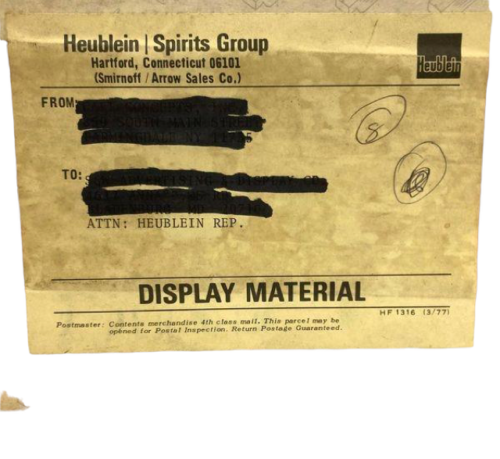 Heublein | Spirits Group
Heublein
Hartford, Connecticut 06101
(Smirnoff / Arrow Sales Co.)
FROM:
8
TO:
ATTN: HEUBLEIN REP.
DISPLAY MATERIAL
HF 1316 (3/77)
Postmaster: Contents merchandise 4th class mail. This parcel may be
opened for Postal Inspection. Return Postage Guaranteed.